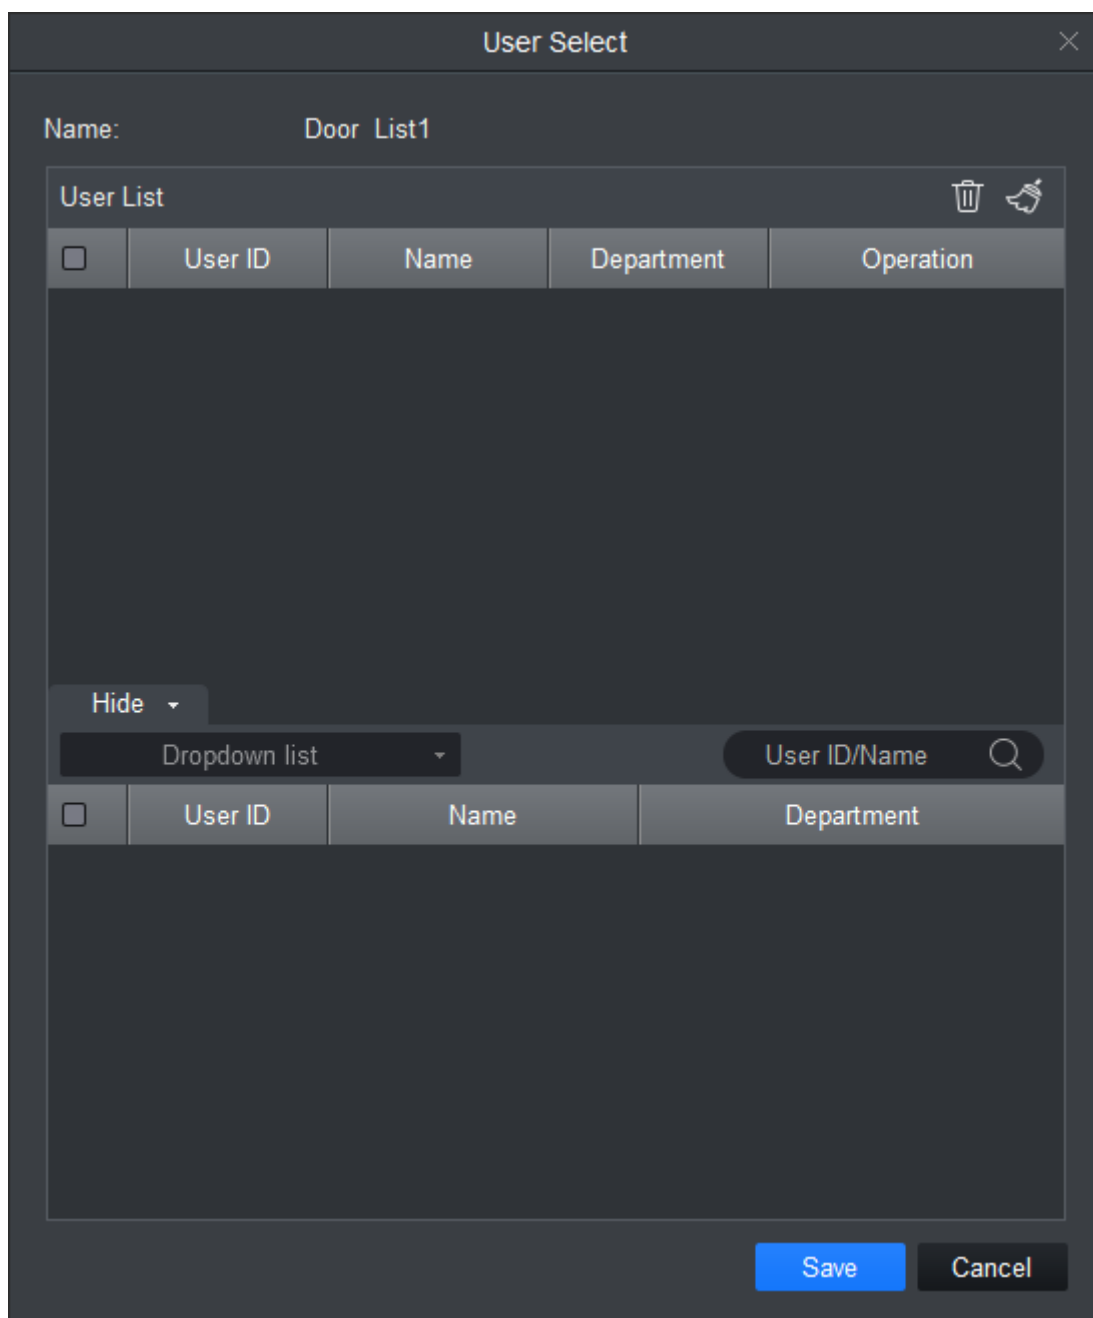 User Select
Name: Door List1
User List
User ID Name Department Operation
Hide
Dropdown list User ID/Name
User ID Name Department
Save Cancel